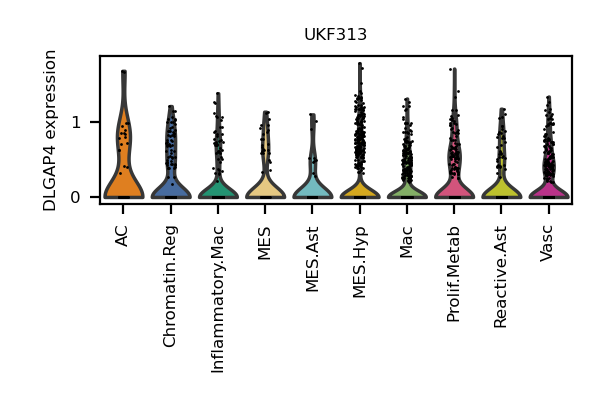 UKF313
DLGAP4 expression
1
0
AC
Chromatin.Reg
Inflammatory.Mac
MES
MES.Ast
MES.Hyp
Mac
Prolif.Metab
Reactive.Ast
Vasc